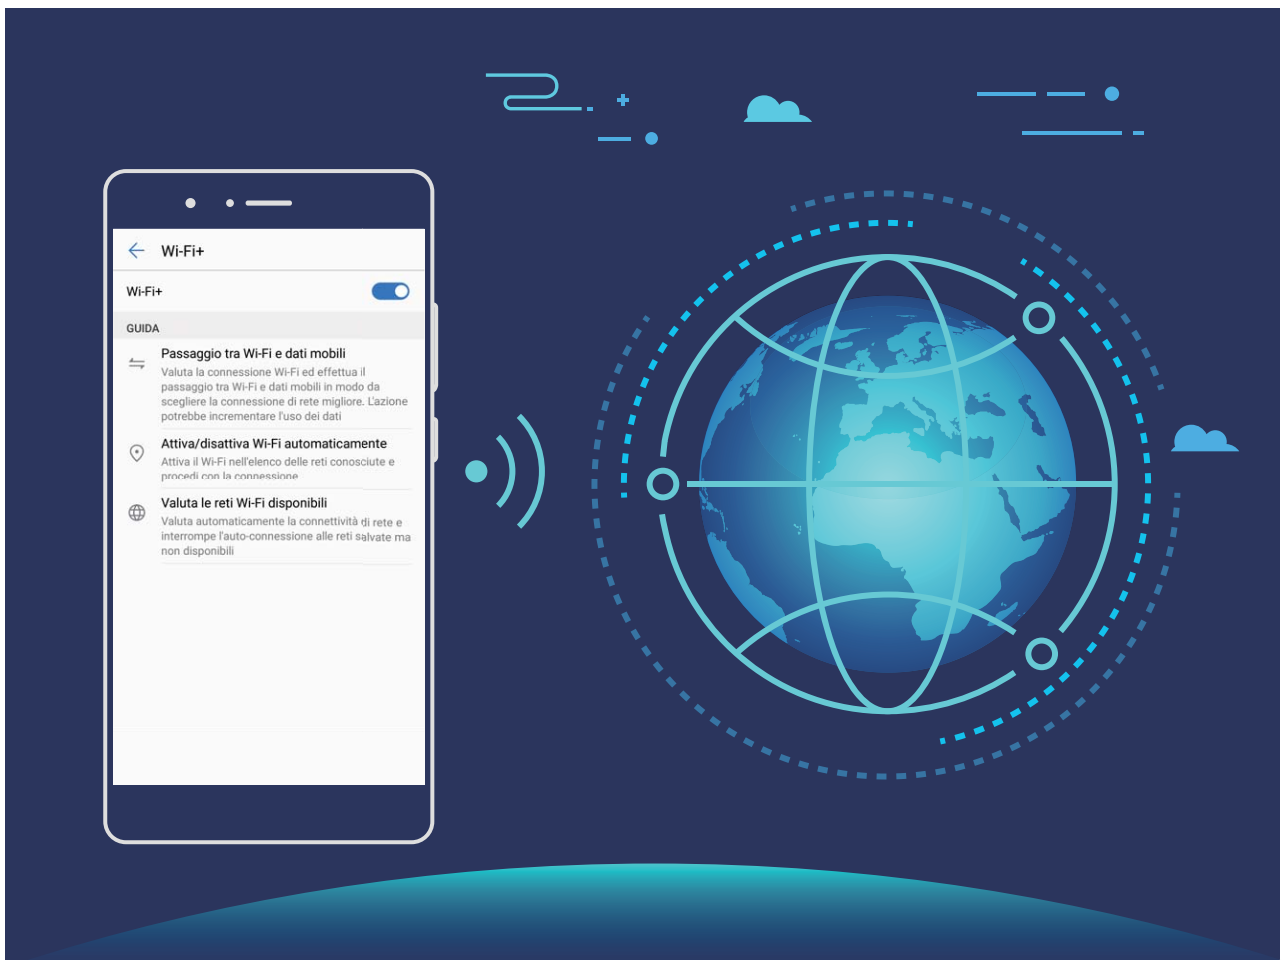 Wi-Fi+
Wi-Fi+
GUIDA
Passaggio tra Wi-Fi e dati mobili
Valuta la connessione Wi-Fi ed effettua il
passaggio tra Wi-Fi e dati mobili in modo da
scegliere la connessione di rete migliore. L'azione
potrebbe incrementare l'uso dei dati
Attiva/disattiva Wi-Fi automaticamente
Attiva il Wi-Fi nell'elenco delle reti conosciute e
procedi con la connessione
Valuta le reti Wi-Fi disponibili
Valuta automaticamente la connettività di rete e
interrompe l'auto-connessione alle reti salvate ma
non disponibili